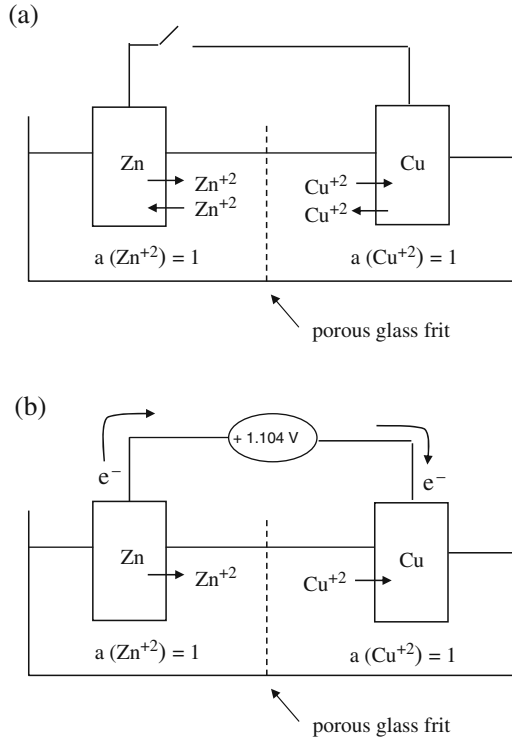 (a)
Zn
Cu
Zn⁺²
Cu⁺²
Zn⁺²
Cu⁺²
a (Zn⁺²) = 1
a (Cu⁺²) = 1
porous glass frit
(b)
+ 1.104 V
e⁻
e⁻
Zn
Cu
Zn⁺²
Cu⁺²
a (Zn⁺²) = 1
a (Cu⁺²) = 1
porous glass frit